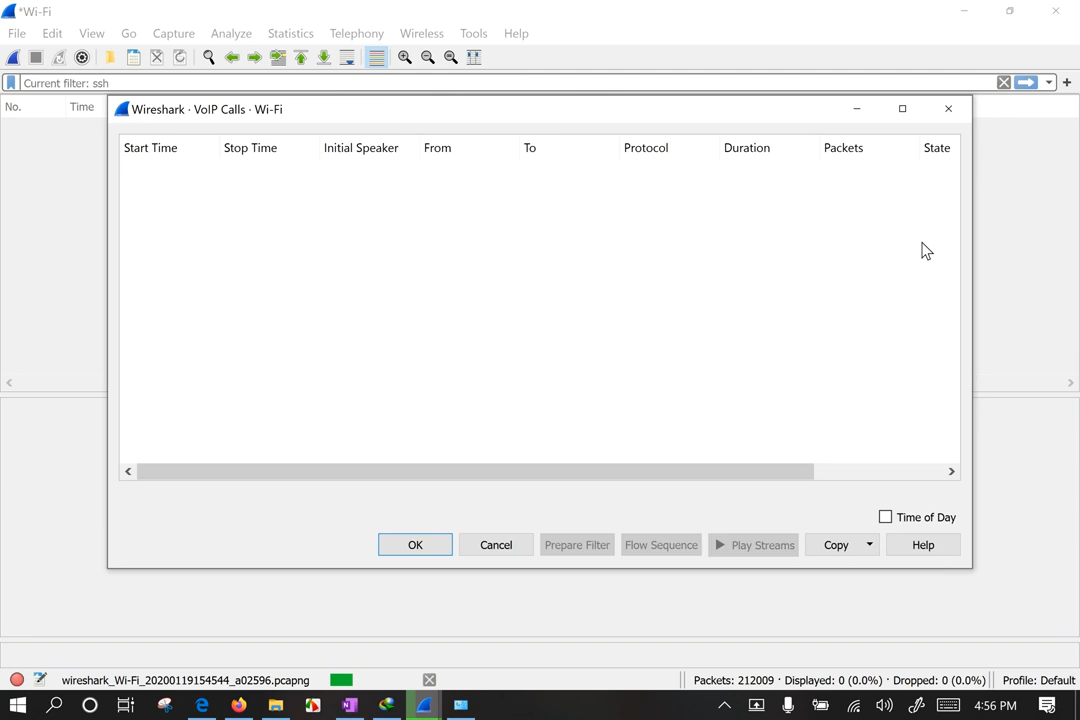 *Wi-Fi
File Edit View Go Capture Analyze Statistics Telephony Wireless Tools Help
Current filter: ssh
No. Time
Wireshark · VoIP Calls · Wi-Fi
Start Time Stop Time Initial Speaker From To Protocol Duration Packets State
Time of Day
OK Cancel Prepare Filter Flow Sequence Play Streams Copy Help
wireshark_Wi-Fi_20200119154544_a02596.pcapng Packets: 212009 · Displayed: 0 (0.0%) · Dropped: 0 (0.0%) Profile: Default
4:56 PM